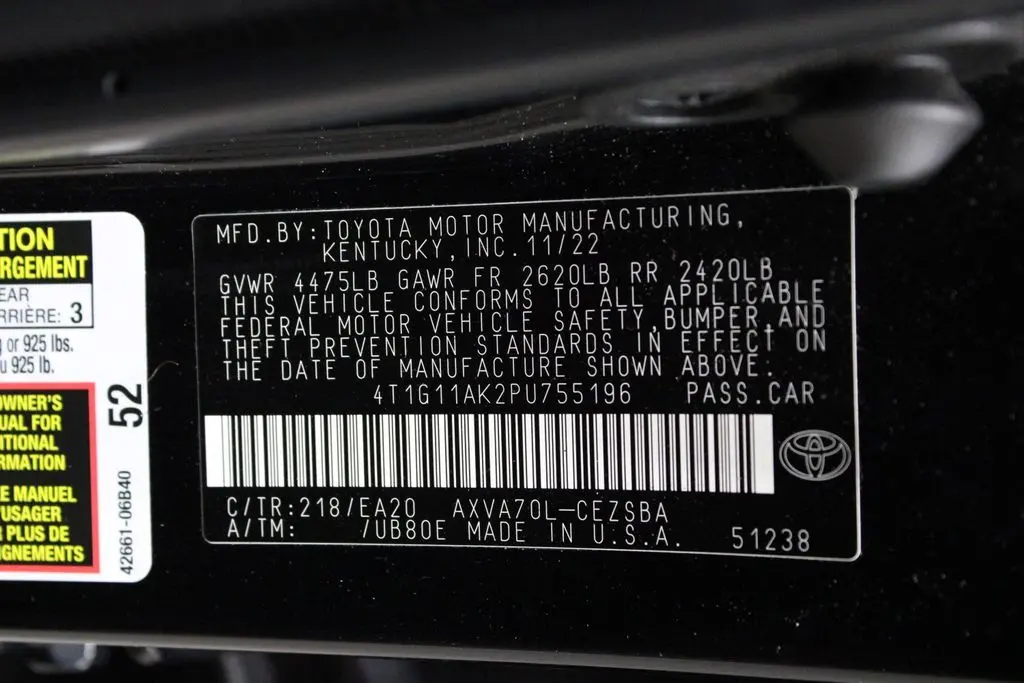 TION
RGEMENT
EAR
RRIÈRE: 3
g or 925 lbs.
u 925 lb.
OWNER'S
UAL FOR
ITIONAL
RMATION
E MANUEL
'USAGER
R PLUS DE
IGNEMENTS
52
42661-06B40
MFD.BY:TOYOTA MOTOR MANUFACTURING,
KENTUCKY,INC.11/22
GVWR 4475LB GAWR FR 2620LB RR 2420LB
THIS VEHICLE CONFORMS TO ALL APPLICABLE
FEDERAL MOTOR VEHICLE SAFETY,BUMPER,AND
THEFT PREVENTION STANDARDS IN EFFECT ON
THE DATE OF MANUFACTURE SHOWN ABOVE.
4T1G11AK2PU755196 PASS.CAR
C/TR:218/EA20 AXVA70L-CEZSBA
A/TM: /UB80E MADE IN U.S.A. 51238